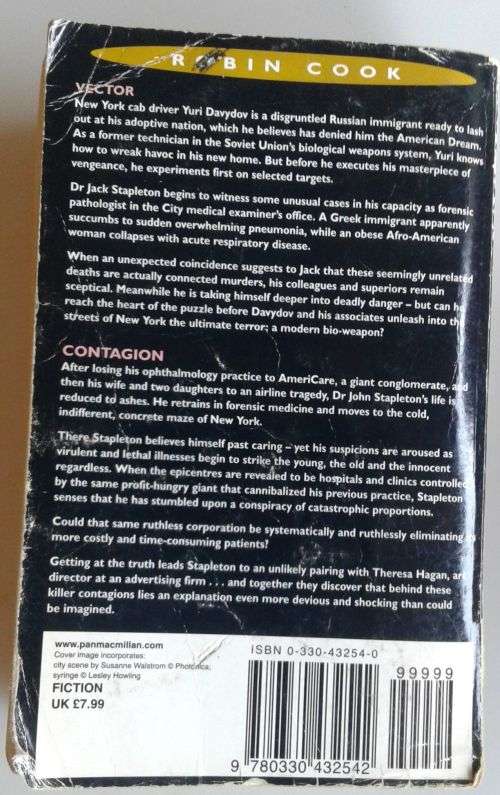 ROBIN COOK
VECTOR
New York cab driver Yuri Davydov is a disgruntled Russian immigrant ready to lash
out at his adoptive nation, which he believes has denied him the American Dream.
As a former technician in the Soviet Union's biological weapons system, Yuri knows
how to wreak havoc in his new home. But before he executes his masterpiece of
vengeance, he experiments first on selected targets.
Dr Jack Stapleton begins to witness some unusual cases in his capacity as forensic
pathologist in the City medical examiner's office. A Greek immigrant apparently
succumbs to sudden overwhelming pneumonia, while an obese Afro-American
woman collapses with acute respiratory disease.
When an unexpected coincidence suggests to Jack that these seemingly unrelated
deaths are actually connected murders, his colleagues and superiors remain
sceptical. Meanwhile he is taking himself deeper into deadly danger – but can he
reach the heart of the puzzle before Davydov and his associates unleash into the
streets of New York the ultimate terror; a modern bio-weapon?
CONTAGION
After losing his ophthalmology practice to AmeriCare, a giant conglomerate, and
then his wife and two daughters to an airline tragedy, Dr John Stapleton's life is
reduced to ashes. He retrains in forensic medicine and moves to the cold,
indifferent, concrete maze of New York.
There Stapleton believes himself past caring – yet his suspicions are aroused as
virulent and lethal illnesses begin to strike the young, the old and the innocent
regardless. When the epicentres are revealed to be hospitals and clinics controlled
by the same profit-hungry giant that cannibalized his previous practice, Stapleton
senses that he has stumbled upon a conspiracy of catastrophic proportions.
Could that same ruthless corporation be systematically and ruthlessly eliminating
more costly and time-consuming patients?
Getting at the truth leads Stapleton to an unlikely pairing with Theresa Hagan, art
director at an advertising firm . . . and together they discover that behind these
killer contagions lies an explanation even more devious and shocking than could
be imagined.
www.panmacmillan.com
Cover image incorporates:
city scene by Susanne Walstrom © Photonica;
syringe © Lesley Howling
FICTION
UK £7.99
ISBN 0-330-43254-0
99999
9 780330 432542